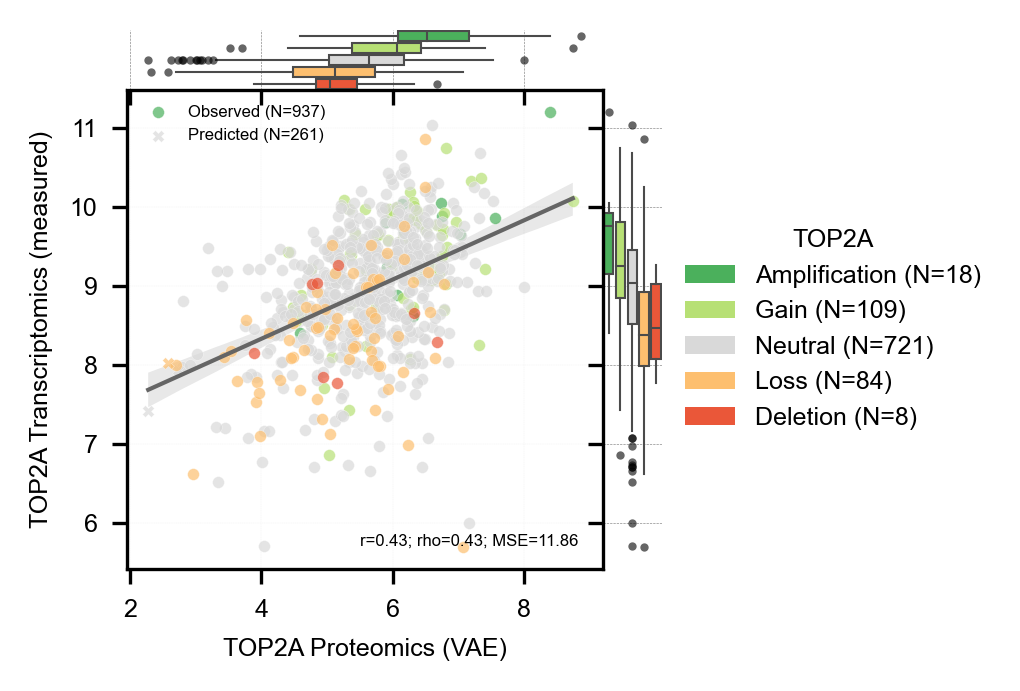 Observed (N=937)
Predicted (N=261)
11
10
9
8
7
6
TOP2A Transcriptomics (measured)
r=0.43; rho=0.43; MSE=11.86
2
4
6
8
TOP2A Proteomics (VAE)
TOP2A
Amplification (N=18)
Gain (N=109)
Neutral (N=721)
Loss (N=84)
Deletion (N=8)